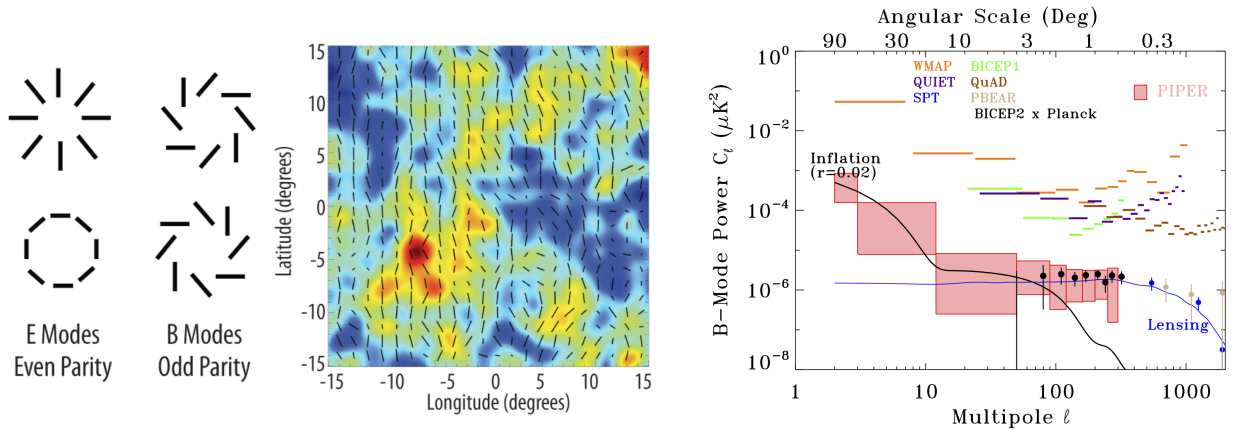 E Modes
Even Parity
B Modes
Odd Parity
Latitude (degrees)
15
10
5
0
-5
-10
-15
-15
-10
-5
0
5
10
15
Longitude (degrees)
Angular Scale (Deg)
90
30
10
3
1
0.3
B-Mode Power Cℓ (μK²)
10⁰
10⁻²
10⁻⁴
10⁻⁶
10⁻⁸
WMAP
BICEP1
QUIET
QuAD
SPT
PBEAR
BICEP2 x Planck
PIPER
Inflation
(r=0.02)
Lensing
1
10
100
1000
Multipole ℓ